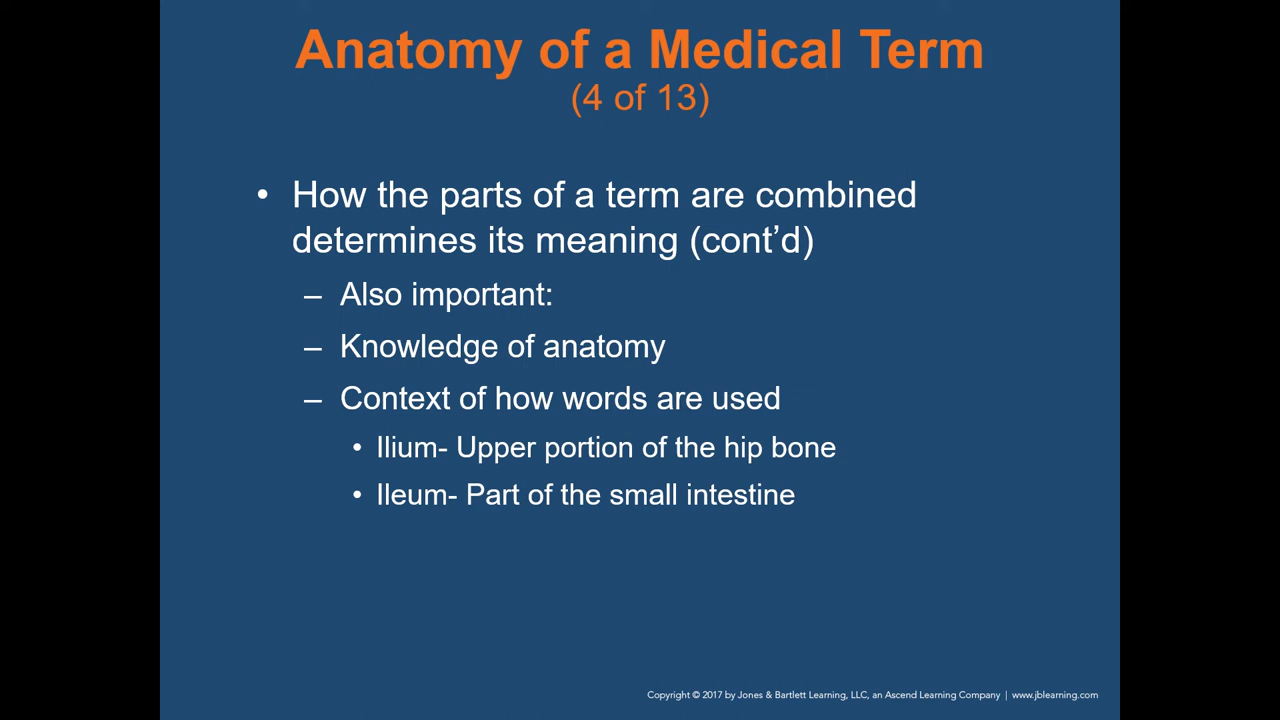 Anatomy of a Medical Term
(4 of 13)
• How the parts of a term are combined
determines its meaning (cont’d)
– Also important:
– Knowledge of anatomy
– Context of how words are used
• Ilium- Upper portion of the hip bone
• Ileum- Part of the small intestine
Copyright © 2017 by Jones & Bartlett Learning, LLC, an Ascend Learning Company | www.jblearning.com